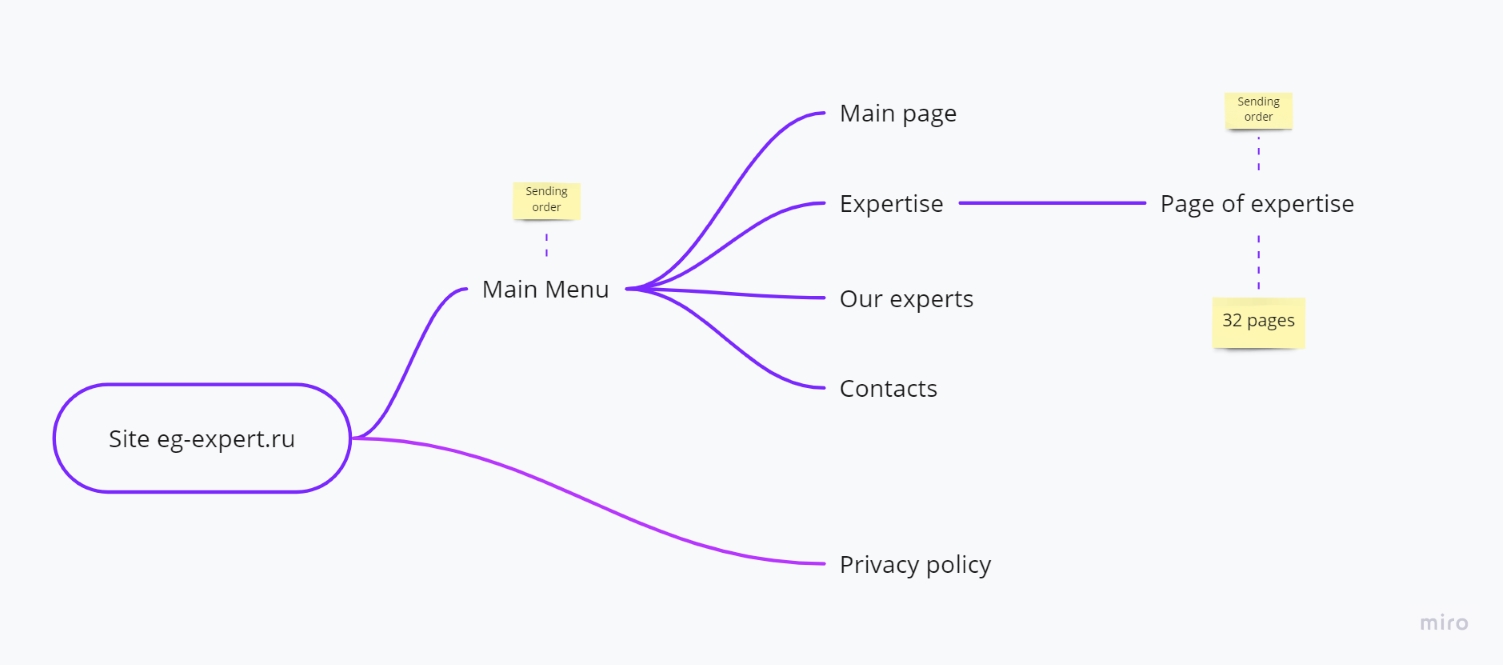 Main page
Sending
order
Sending
order
Expertise
Page of expertise
Main Menu
Our experts
32 pages
Contacts
Site eg-expert.ru
Privacy policy
miro